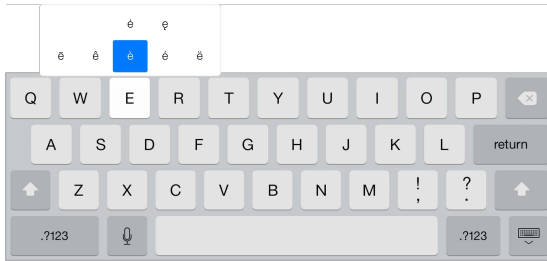 ė ę
ē ê è é ë
Q W E R T Y U I O P
A S D F G H J K L return
Z X C V B N M ! , ? .
.?123 .?123